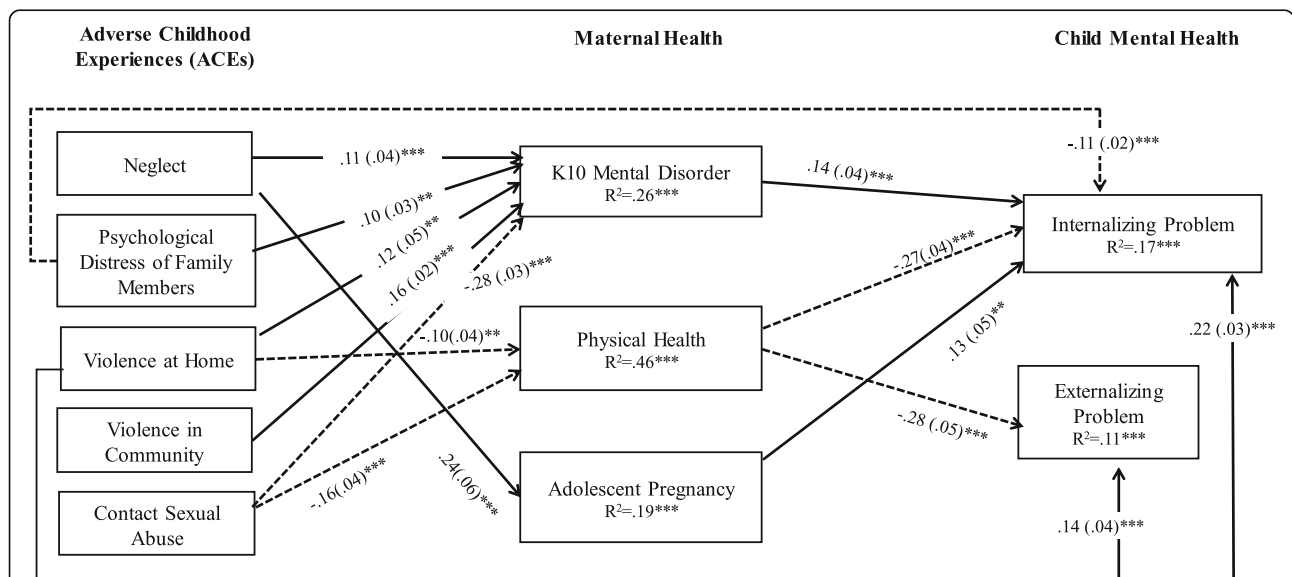 Adverse Childhood
Experiences (ACEs)
Maternal Health
Child Mental Health
Neglect
Psychological
Distress of Family
Members
Violence at Home
Violence in
Community
Contact Sexual
Abuse
.11 (.04)***
.10 (.03)**
.12 (.05)**
.16 (.02)***
-.28 (.03)***
-.10(.04)**
-.16(.04)***
.24(.06)***
K10 Mental Disorder
R²=.26***
Physical Health
R²=.46***
Adolescent Pregnancy
R²=.19***
.14 (.04)***
-.27(.04)***
.13 (.05)**
-.28 (.05)***
-.11 (.02)***
Internalizing Problem
R²=.17***
.22 (.03)***
Externalizing
Problem
R²=.11***
.14 (.04)***